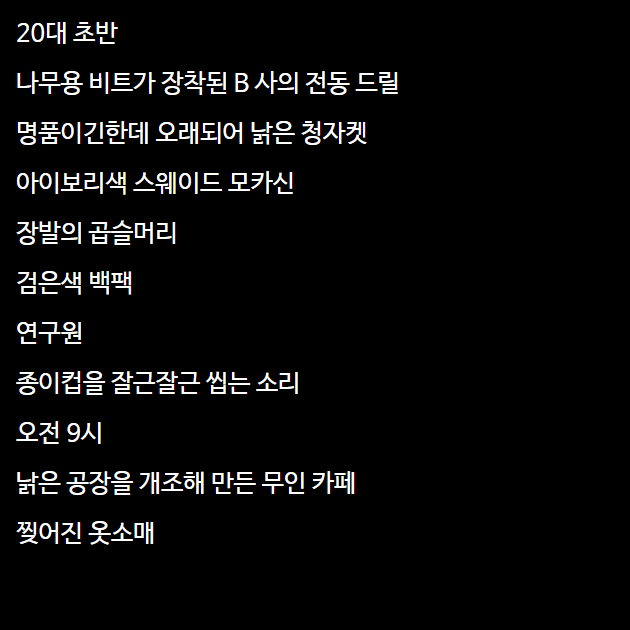 20대 초반
나무용 비트가 장착된 B 사의 전동 드릴
명품이긴한데 오래되어 낡은 청자켓
아이보리색 스웨이드 모카신
장발의 곱슬머리
검은색 백팩
연구원
종이컵을 잘근잘근 씹는 소리
오전 9시
낡은 공장을 개조해 만든 무인 카페
찢어진 옷소매